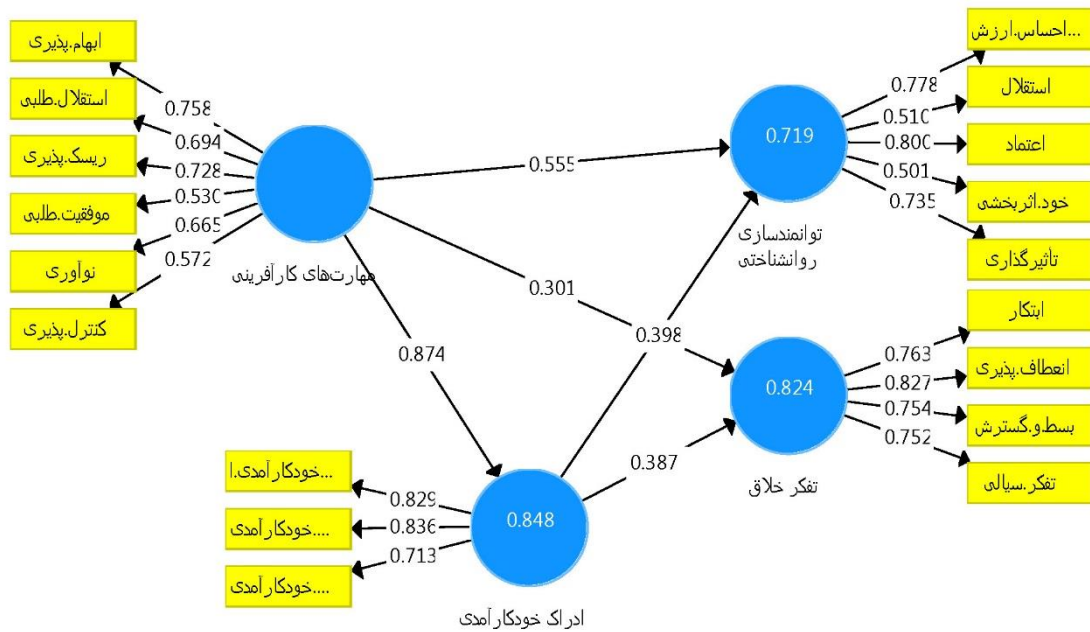 ابهام.پذیری
استقلال.طلبی
ریسک.پذیری
موفقیت.طلبی
نوآوری
کنترل.پذیری
0.758
0.694
0.728
0.530
0.665
0.572
مهارت‌های کارآفرینی
0.555
0.301
0.874
0.398
0.387
0.719
توانمندسازی
روانشناختی
0.778
0.510
0.800
0.501
0.735
احساس.ارزش...
استقلال
اعتماد
خود.اثربخشی
تأثیرگذاری
0.824
تفکر خلاق
0.763
0.827
0.754
0.752
ابتکار
انعطاف.پذیری
بسط.و.گسترش
تفکر.سیالی
خودکارآمدی.ا...
خودکارآمدی....
خودکارآمدی....
0.829
0.836
0.713
0.848
ادراک خودکارآمدی